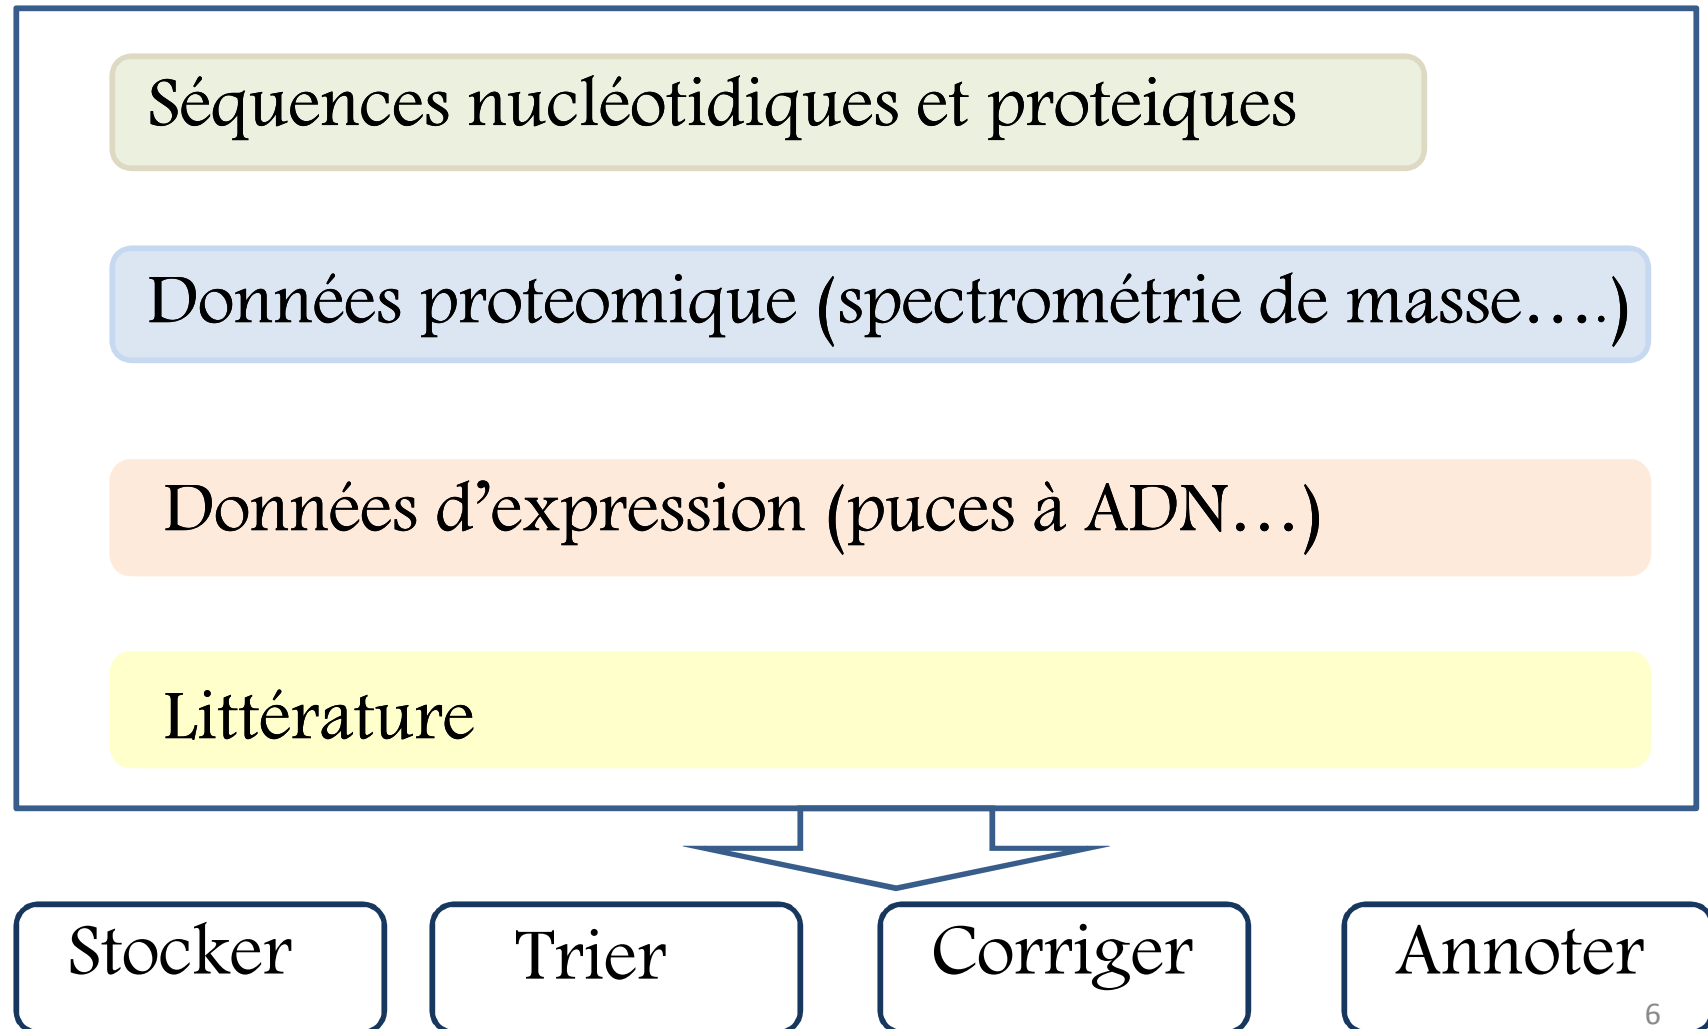 Séquences nucléotidiques et proteiques
Données proteomique (spectrométrie de masse….)
Données d’expression (puces à ADN…)
Littérature
Stocker
Trier
Corriger
Annoter
6